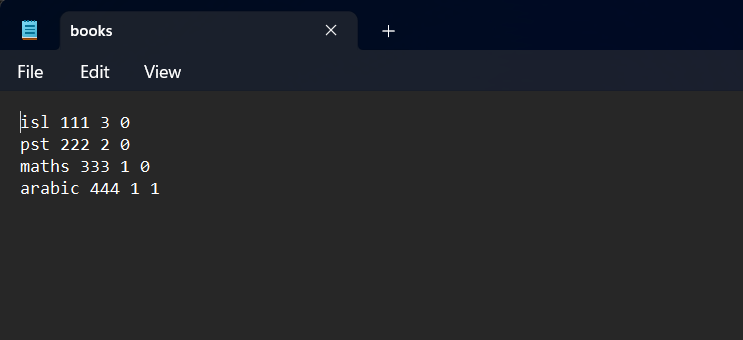 books
File Edit View
isl 111 3 0
pst 222 2 0
maths 333 1 0
arabic 444 1 1